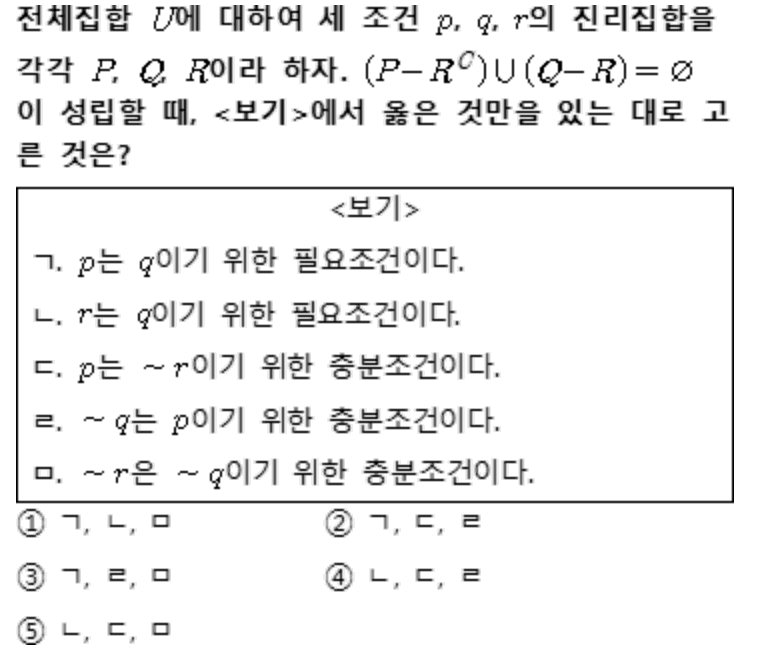 전체집합 U에 대하여 세 조건 p, q, r의 진리집합을
각각 P, Q, R이라 하자. (P−R^C)∪(Q−R)=∅
이 성립할 때, <보기>에서 옳은 것만을 있는 대로 고
른 것은?
<보기>
ㄱ. p는 q이기 위한 필요조건이다.
ㄴ. r는 q이기 위한 필요조건이다.
ㄷ. p는 ~r이기 위한 충분조건이다.
ㄹ. ~q는 p이기 위한 충분조건이다.
ㅁ. ~r은 ~q이기 위한 충분조건이다.
① ㄱ, ㄴ, ㅁ ② ㄱ, ㄷ, ㄹ
③ ㄱ, ㄹ, ㅁ ④ ㄴ, ㄷ, ㄹ
⑤ ㄴ, ㄷ, ㅁ